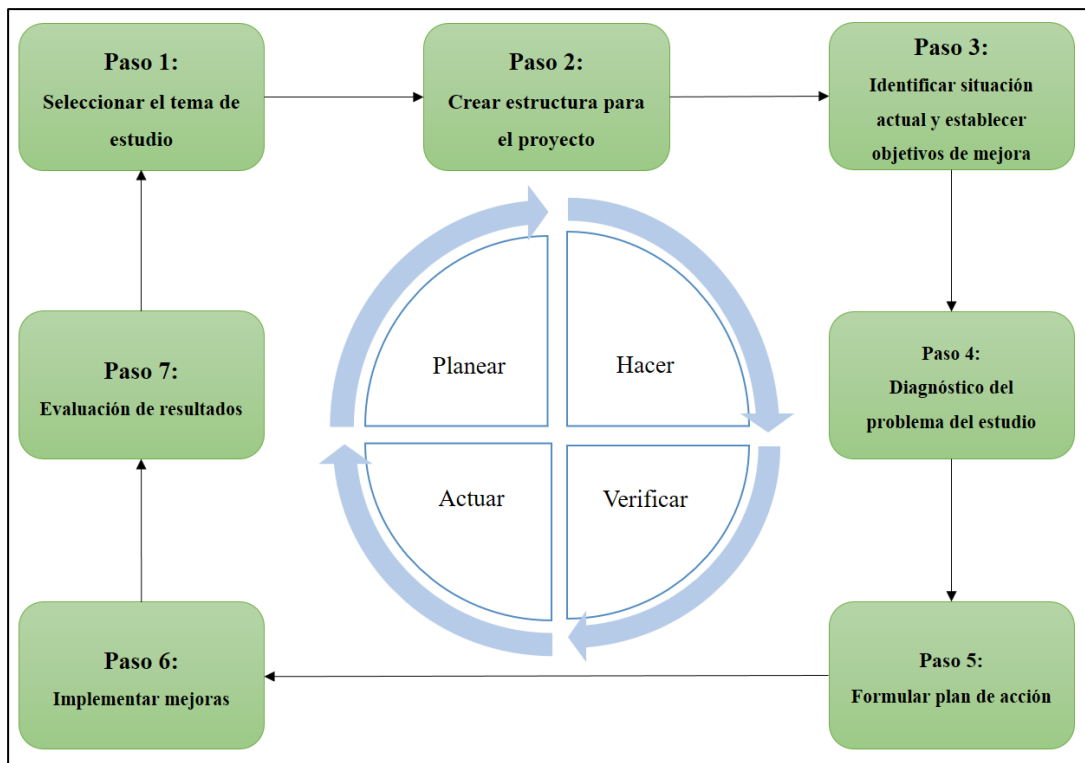 Paso 1:
Seleccionar el tema de
estudio
Paso 2:
Crear estructura para
el proyecto
Paso 3:
Identificar situación
actual y establecer
objetivos de mejora
Paso 4:
Diagnóstico del
problema del estudio
Paso 5:
Formular plan de acción
Paso 6:
Implementar mejoras
Paso 7:
Evaluación de resultados
Planear
Hacer
Verificar
Actuar